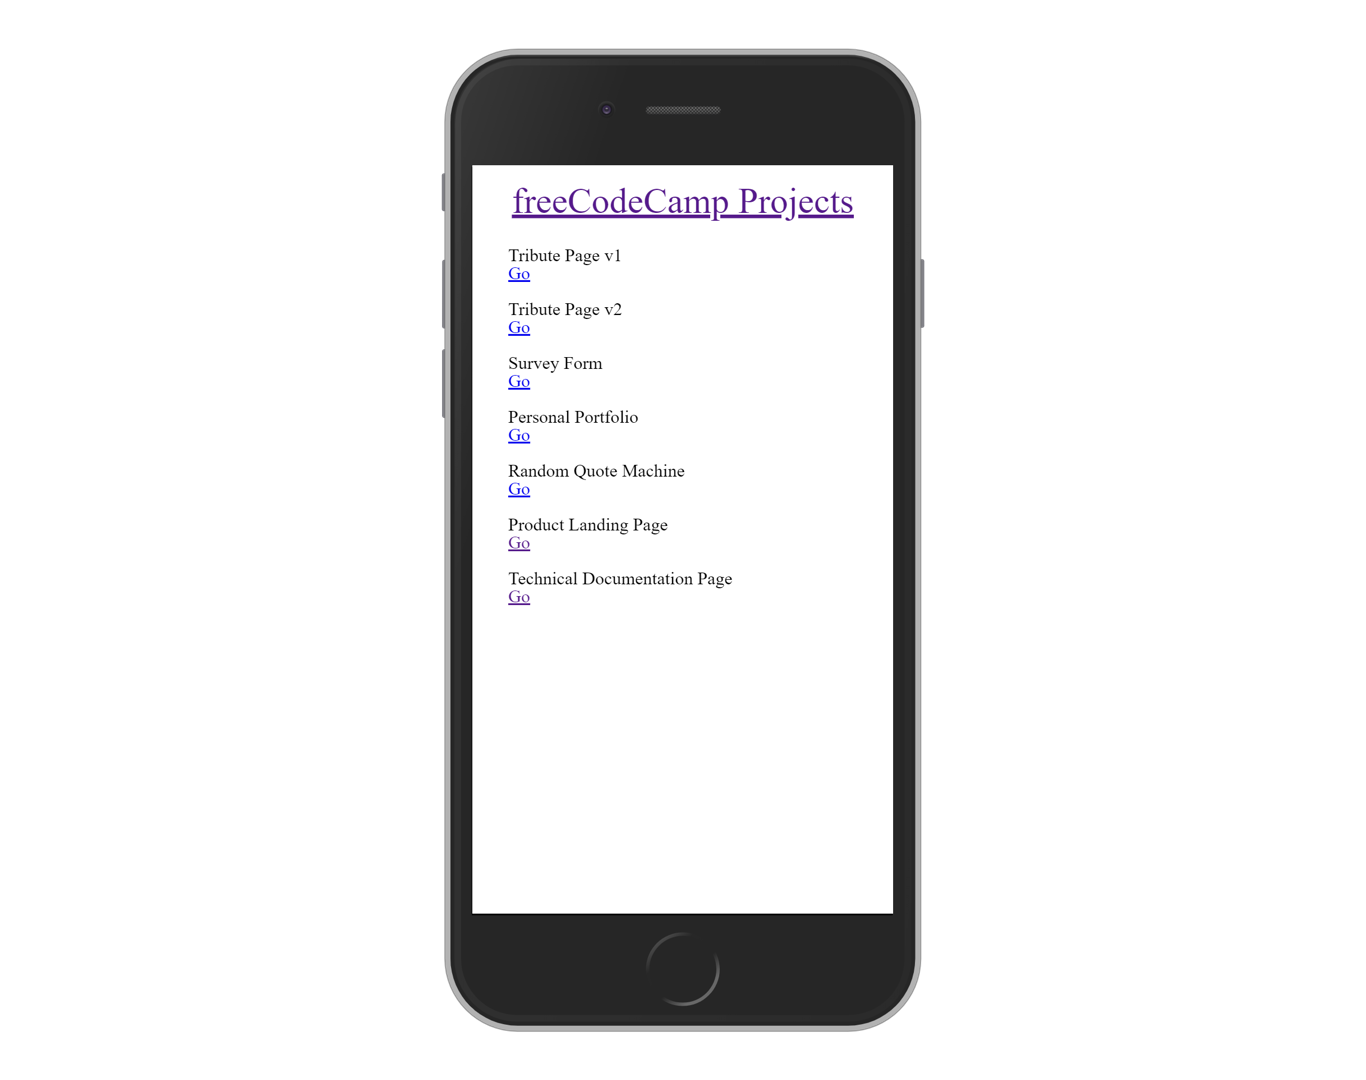 freeCodeCamp Projects
Tribute Page v1
Go
Tribute Page v2
Go
Survey Form
Go
Personal Portfolio
Go
Random Quote Machine
Go
Product Landing Page
Go
Technical Documentation Page
Go